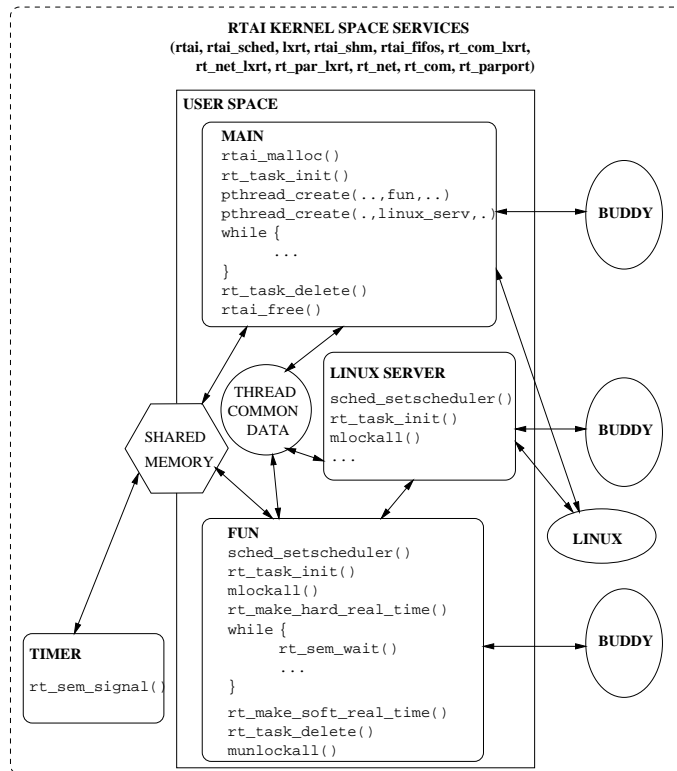 RTAI KERNEL SPACE SERVICES
(rtai, rtai_sched, lxrt, rtai_shm, rtai_fifos, rt_com_lxrt,
rt_net_lxrt, rt_par_lxrt, rt_net, rt_com, rt_parport)
USER SPACE
MAIN
rtai_malloc()
rt_task_init()
pthread_create(..,fun,..)
pthread_create(.,linux_serv,.)
while {
...
}
rt_task_delete()
rtai_free()
BUDDY
THREAD
COMMON
DATA
LINUX SERVER
sched_setscheduler()
rt_task_init()
mlockall()
...
BUDDY
SHARED
MEMORY
LINUX
FUN
sched_setscheduler()
rt_task_init()
mlockall()
rt_make_hard_real_time()
while {
rt_sem_wait()
...
}
rt_make_soft_real_time()
rt_task_delete()
munlockall()
BUDDY
TIMER
rt_sem_signal()